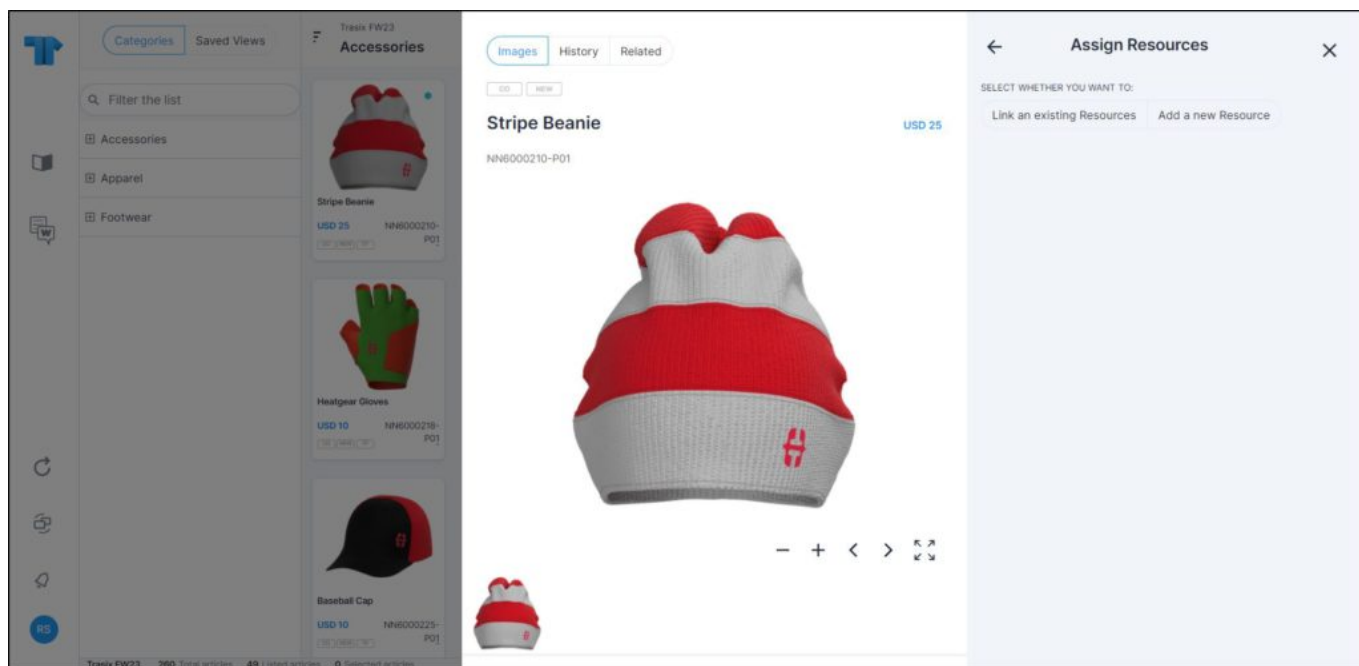 Categories
Saved Views
Filter the list
Accessories
Apparel
Footwear
RS
Trasix FW23
Accessories
Stripe Beanie
USD 25 NN6000210-
P01
Heatgear Gloves
USD 10 NN6000218-
P01
Baseball Cap
USD 10 NN6000225-
P01
Trasix FW23 260 Total articles 49 Listed articles 0 Selected articles
Images History Related
CO NEW
Stripe Beanie USD 25
NN6000210-P01
Assign Resources
SELECT WHETHER YOU WANT TO:
Link an existing Resources Add a new Resource